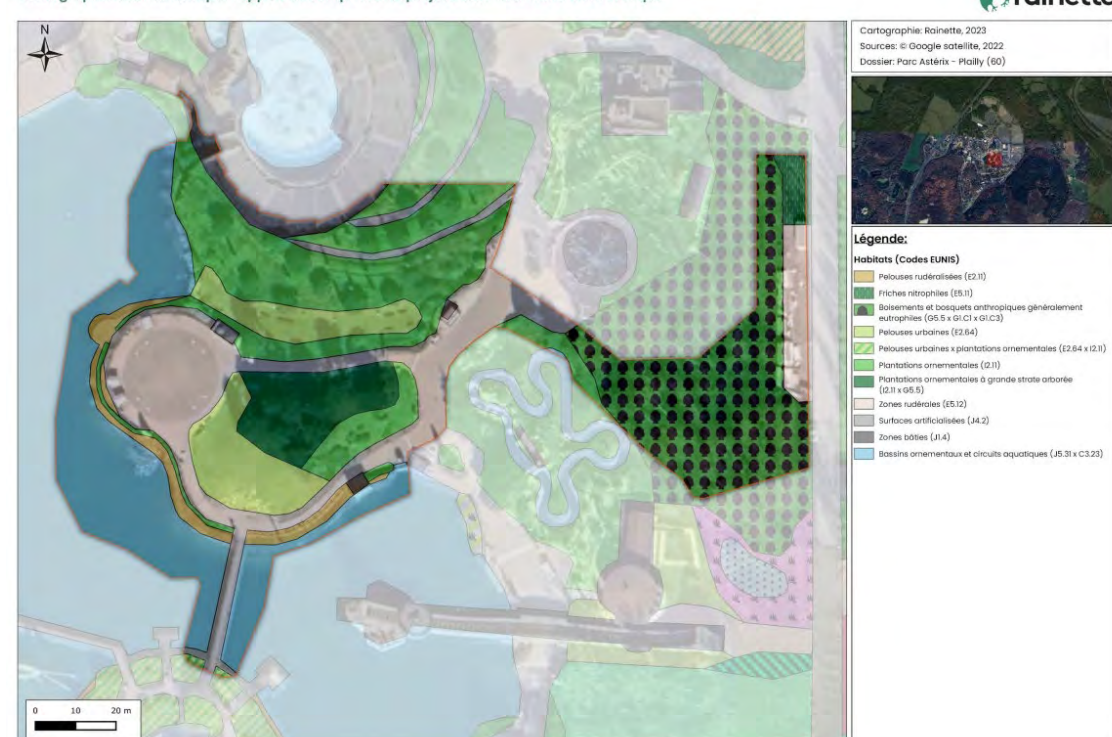 rainette
Cartographie: Rainette, 2023
Sources: © Google satellite, 2022
Dossier: Parc Astérix - Plailly (60)
N
Légende:
Habitats (Codes EUNIS)
Pelouses rudéralisées (E2.11)
Friches nitrophiles (E5.11)
Boisements et bosquets anthropiques généralement
eutrophiles (G5.5 x G1.C1 x G1.C3)
Pelouses urbaines (E2.64)
Pelouses urbaines x plantations ornementales (E2.64 x I2.11)
Plantations ornementales (I2.11)
Plantations ornementales à grande strate arborée
(I2.11 x G5.5)
Zones rudérales (E5.12)
Surfaces artificialisées (J4.2)
Zones bâties (J1.4)
Bassins ornementaux et circuits aquatiques (J5.31 x C3.23)
0 10 20 m